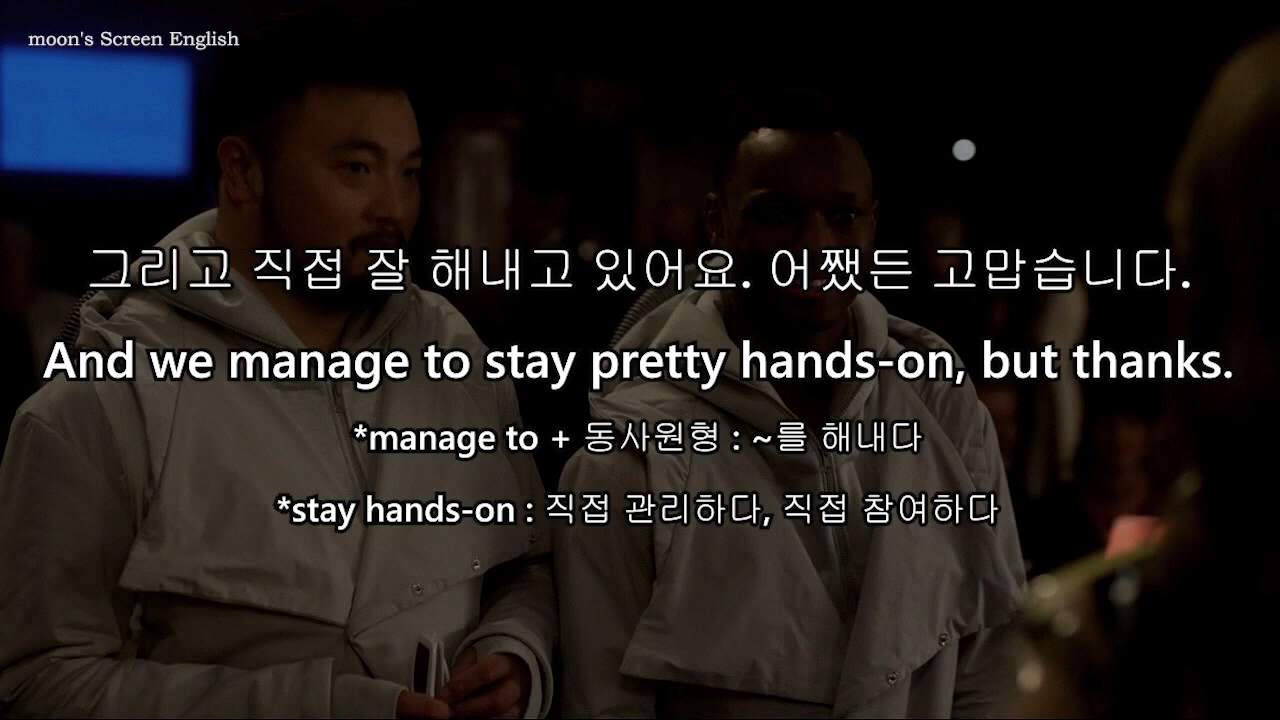 moon's Screen English
그리고 직접 잘 해내고 있어요. 어쨌든 고맙습니다.
And we manage to stay pretty hands-on, but thanks.
*manage to + 동사원형 : ~를 해내다
*stay hands-on : 직접 관리하다, 직접 참여하다